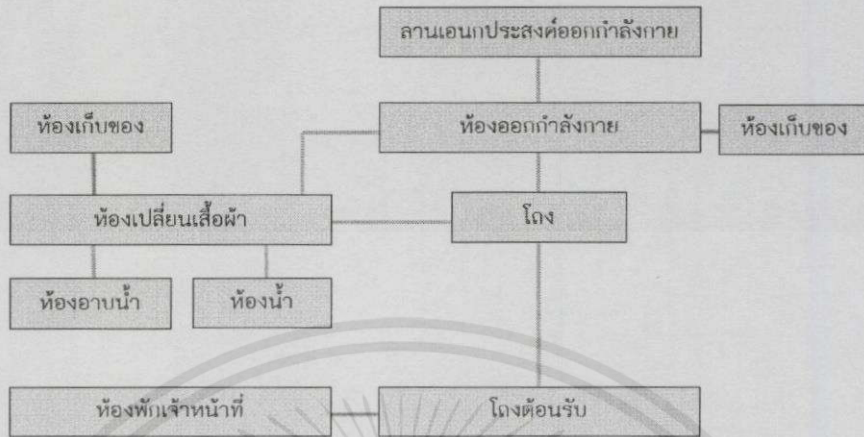 ลานเอนกประสงค์ออกกำลังกาย
ห้องเก็บของ
ห้องออกกำลังกาย
ห้องเก็บของ
ห้องเปลี่ยนเสื้อผ้า
โถง
ห้องอาบน้ำ
ห้องน้ำ
ห้องพักเจ้าหน้าที่
โถงต้อนรับ